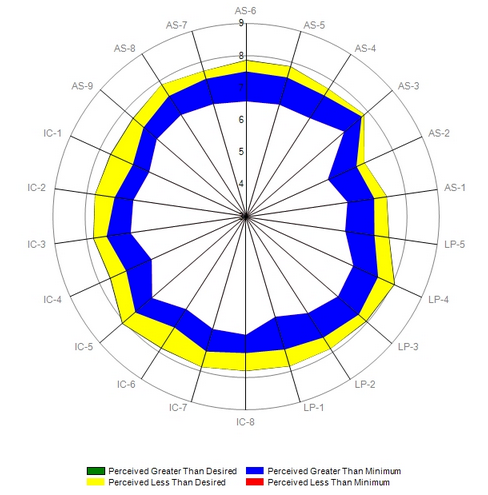 AS-6
AS-7
AS-5
AS-8
AS-4
AS-9
AS-3
IC-1
AS-2
IC-2
AS-1
IC-3
LP-5
IC-4
LP-4
IC-5
LP-3
IC-6
LP-2
IC-7
LP-1
IC-8
9
8
7
6
5
4
Perceived Greater Than Desired
Perceived Greater Than Minimum
Perceived Less Than Desired
Perceived Less Than Minimum